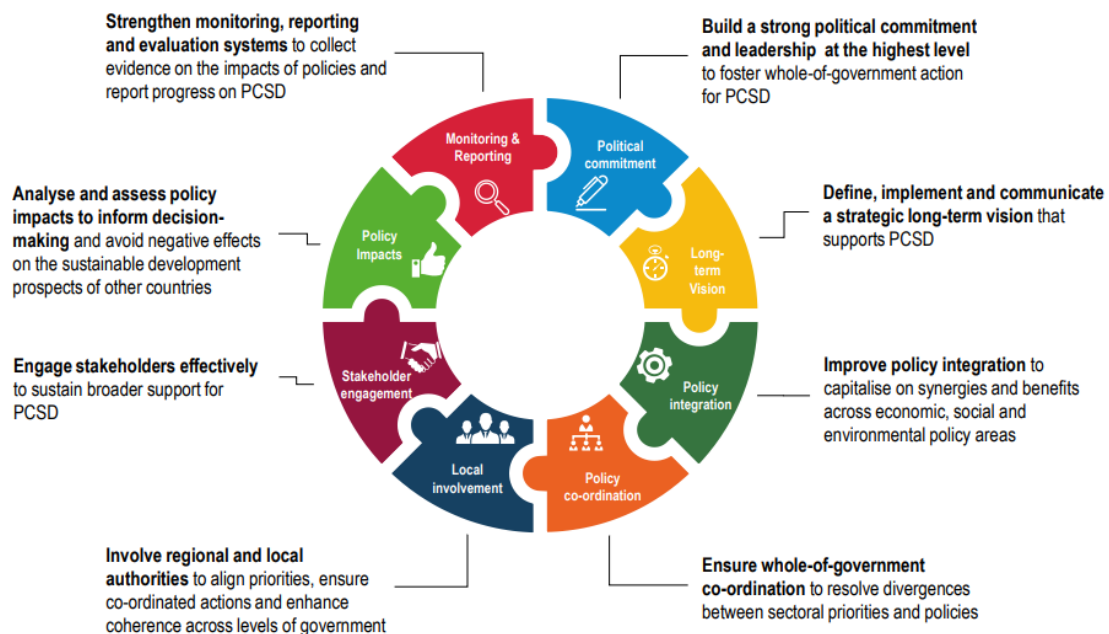 Strengthen monitoring, reporting
and evaluation systems to collect
evidence on the impacts of policies and
report progress on PCSD
Build a strong political commitment
and leadership at the highest level
to foster whole-of-government action
for PCSD
Monitoring &
Reporting
Political
commitment
Analyse and assess policy
impacts to inform decision-
making and avoid negative effects
on the sustainable development
prospects of other countries
Policy
Impacts
Long-
term
Vision
Define, implement and communicate
a strategic long-term vision that
supports PCSD
Engage stakeholders effectively
to sustain broader support for
PCSD
Stakeholder
engagement
Policy
integration
Improve policy integration to
capitalise on synergies and benefits
across economic, social and
environmental policy areas
Local
involvement
Policy
co-ordination
Involve regional and local
authorities to align priorities, ensure
co-ordinated actions and enhance
coherence across levels of government
Ensure whole-of-government
co-ordination to resolve divergences
between sectoral priorities and policies